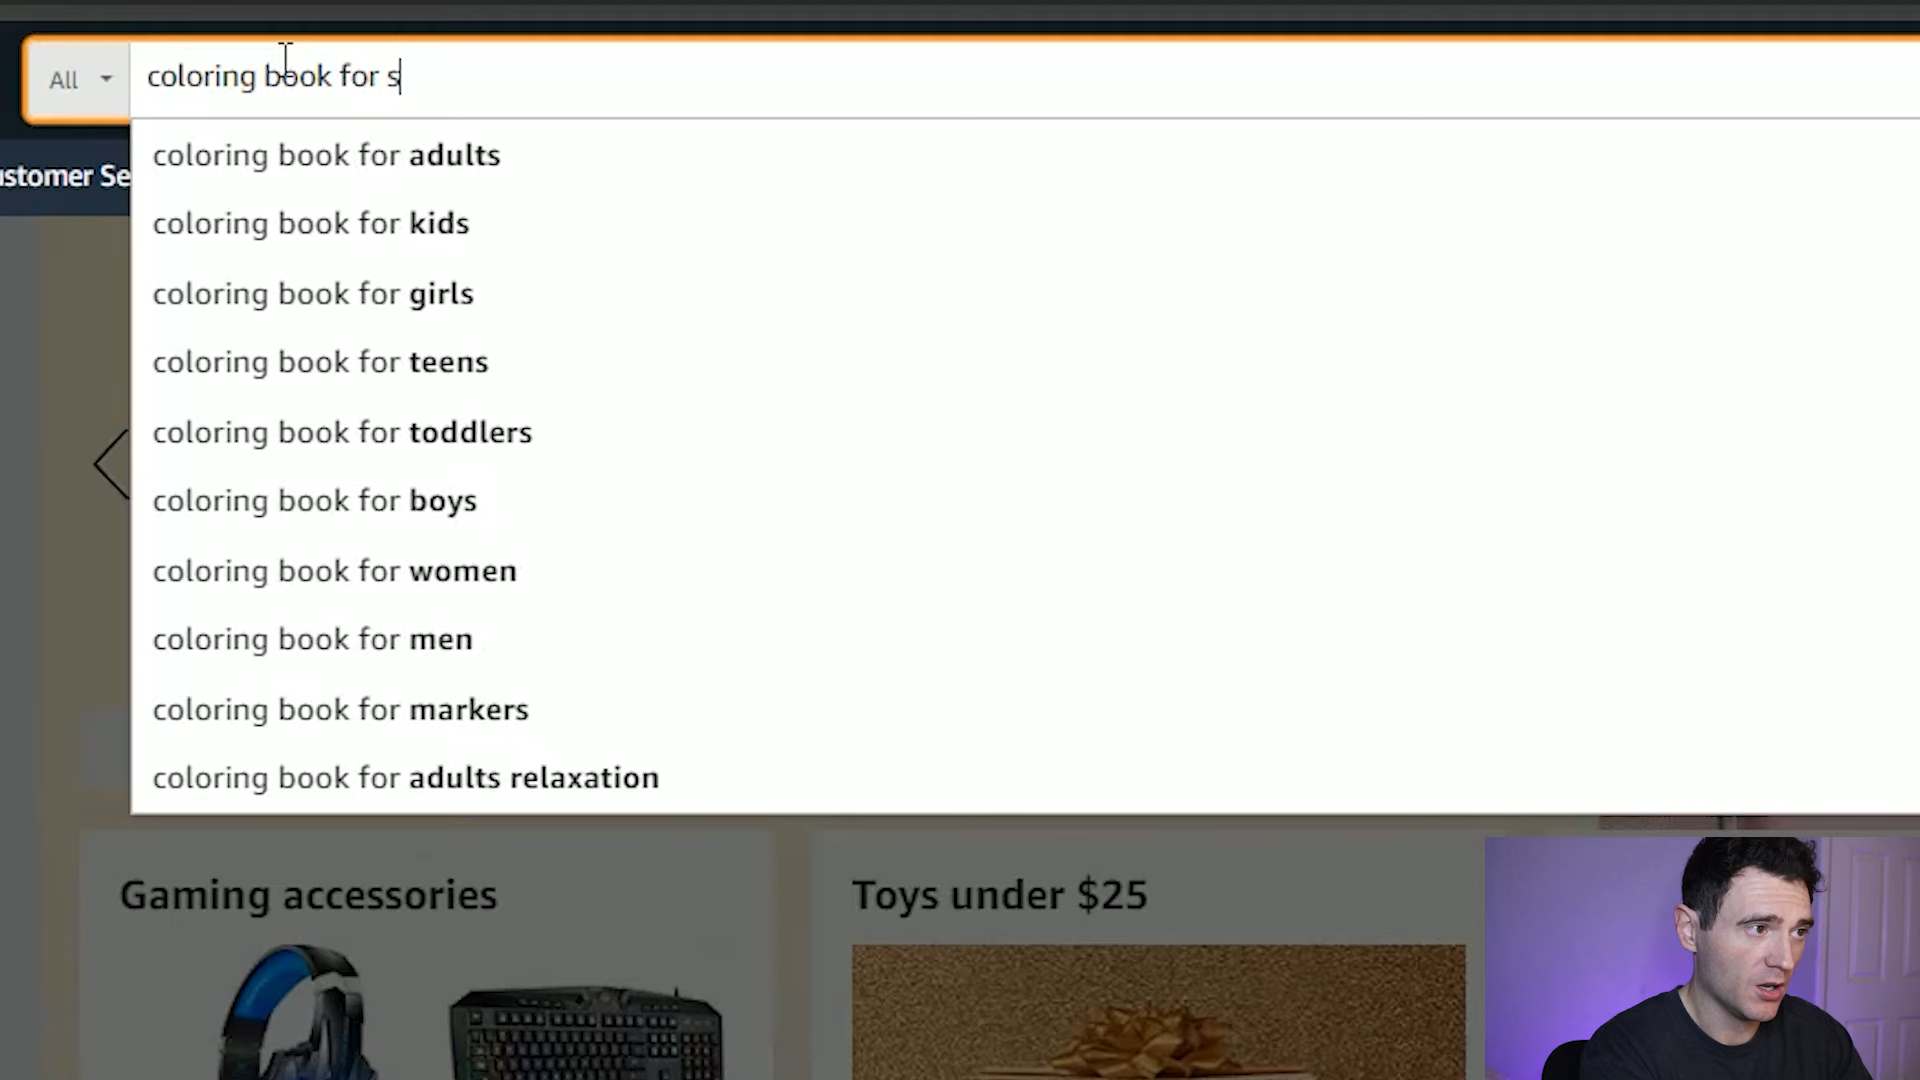 All
coloring book for s
ustomer Se
coloring book for adults
coloring book for kids
coloring book for girls
coloring book for teens
coloring book for toddlers
coloring book for boys
coloring book for women
coloring book for men
coloring book for markers
coloring book for adults relaxation
Gaming accessories
Toys under $25